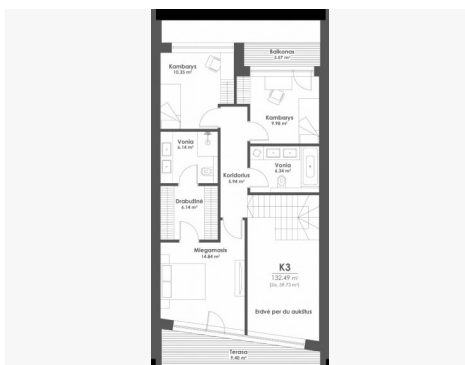 Balkonas
3.57 m²
Kambarys
10.35 m²
Kambarys
9.98 m²
Vonia
6.14 m²
Vonia
6.34 m²
Koridorius
5.94 m²
Drabužinė
6.14 m²
Miegamasis
14.84 m²
K3
132.49 m²
Erdvė per du aukštus
Terasa
9.40 m²